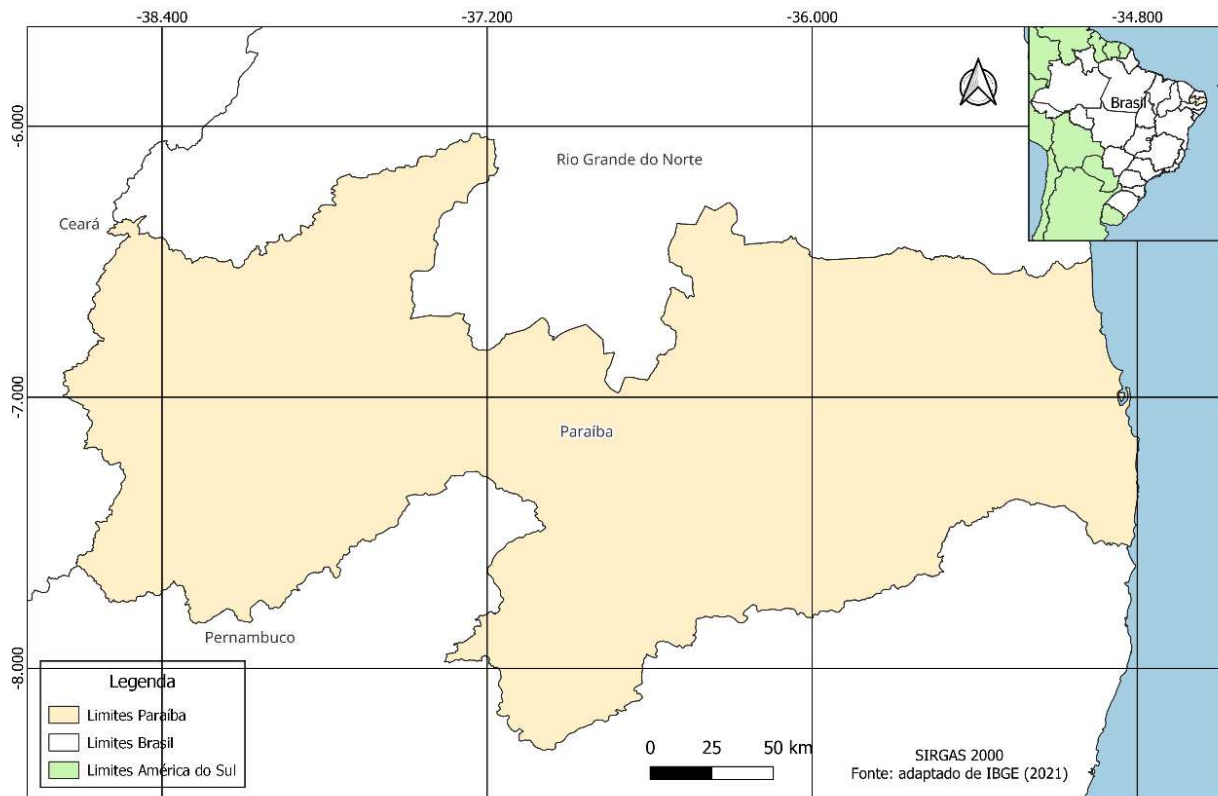 -38.400
-37.200
-36.000
-34.800
-6.000
Brasil
Rio Grande do Norte
Ceará
-7.000
Paraíba
Pernambuco
-8.000
Legenda
Limites Paraíba
Limites Brasil
Limites América do Sul
0 25 50 km
SIRGAS 2000
Fonte: adaptado de IBGE (2021)